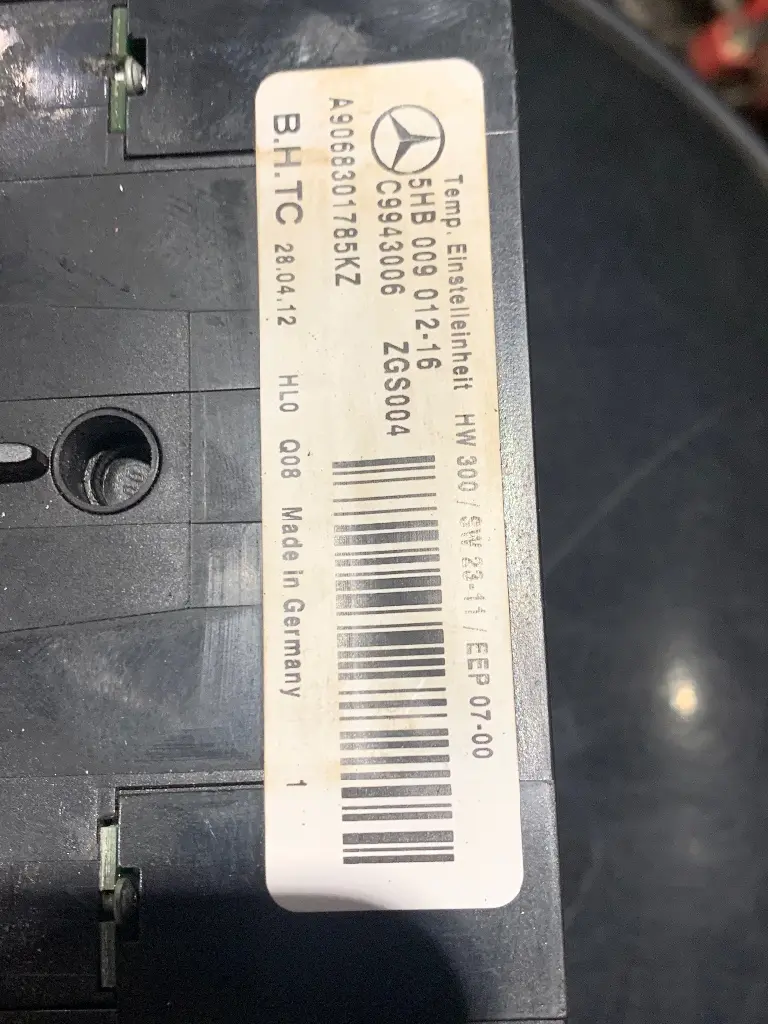 Temp. Einstelleinheit HW 300 / SW 23-11 / EEP 07-00
5HB 009 012-16
C9943006 ZGS004
A9068301785KZ
B.H.TC 28.04.12 HL0 Q08 Made in Germany 1